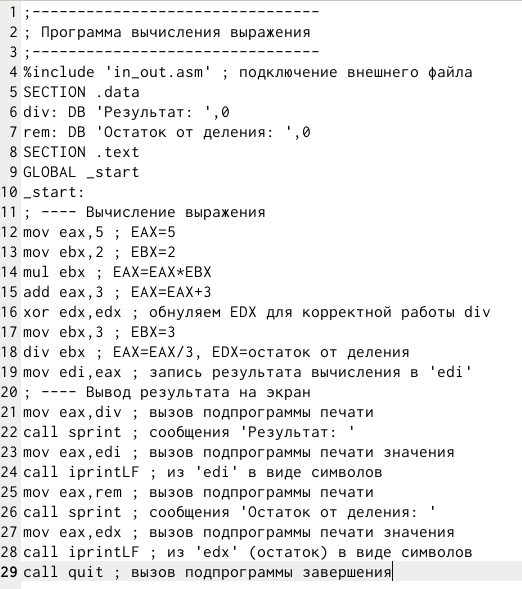 1 ;--------------------------------
2 ; Программа вычисления выражения
3 ;--------------------------------
4 %include 'in_out.asm' ; подключение внешнего файла
5 SECTION .data
6 div: DB 'Результат: ',0
7 rem: DB 'Остаток от деления: ',0
8 SECTION .text
9 GLOBAL _start
10 _start:
11 ; ---- Вычисление выражения
12 mov eax,5 ; EAX=5
13 mov ebx,2 ; EBX=2
14 mul ebx ; EAX=EAX*EBX
15 add eax,3 ; EAX=EAX+3
16 xor edx,edx ; обнуляем EDX для корректной работы div
17 mov ebx,3 ; EBX=3
18 div ebx ; EAX=EAX/3, EDX=остаток от деления
19 mov edi,eax ; запись результата вычисления в 'edi'
20 ; ---- Вывод результата на экран
21 mov eax,div ; вызов подпрограммы печати
22 call sprint ; сообщения 'Результат: '
23 mov eax,edi ; вызов подпрограммы печати значения
24 call iprintLF ; из 'edi' в виде символов
25 mov eax,rem ; вызов подпрограммы печати
26 call sprint ; сообщения 'Остаток от деления: '
27 mov eax,edx ; вызов подпрограммы печати значения
28 call iprintLF ; из 'edx' (остаток) в виде символов
29 call quit ; вызов подпрограммы завершения